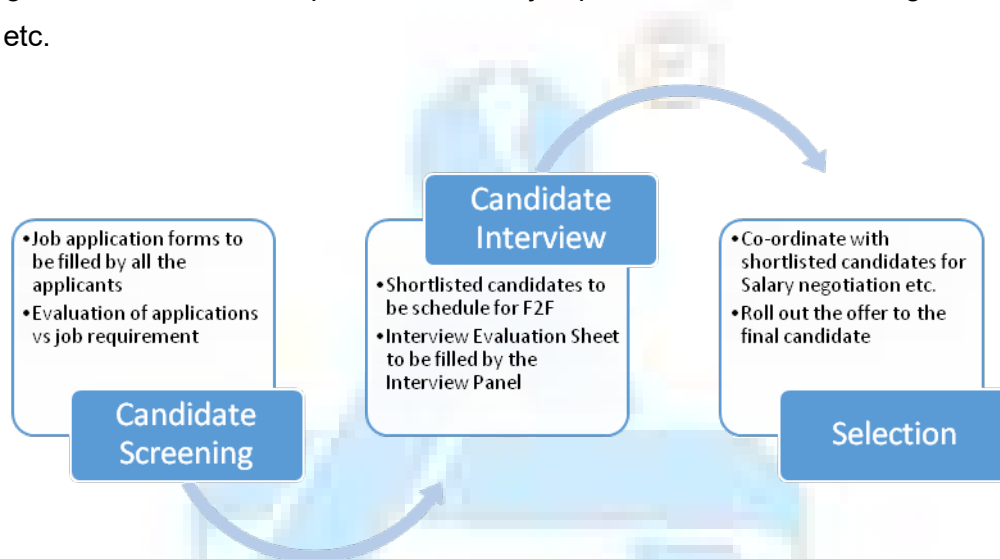 etc.
•Job application forms to
be filled by all the
applicants
•Evaluation of applications
vs job requirement
Candidate
Screening
Candidate
Interview
•Shortlisted candidates to
be schedule for F2F
•Interview Evaluation Sheet
to be filled by the
Interview Panel
•Co-ordinate with
shortlisted candidates for
Salary negotiation etc.
•Roll out the offer to the
final candidate
Selection